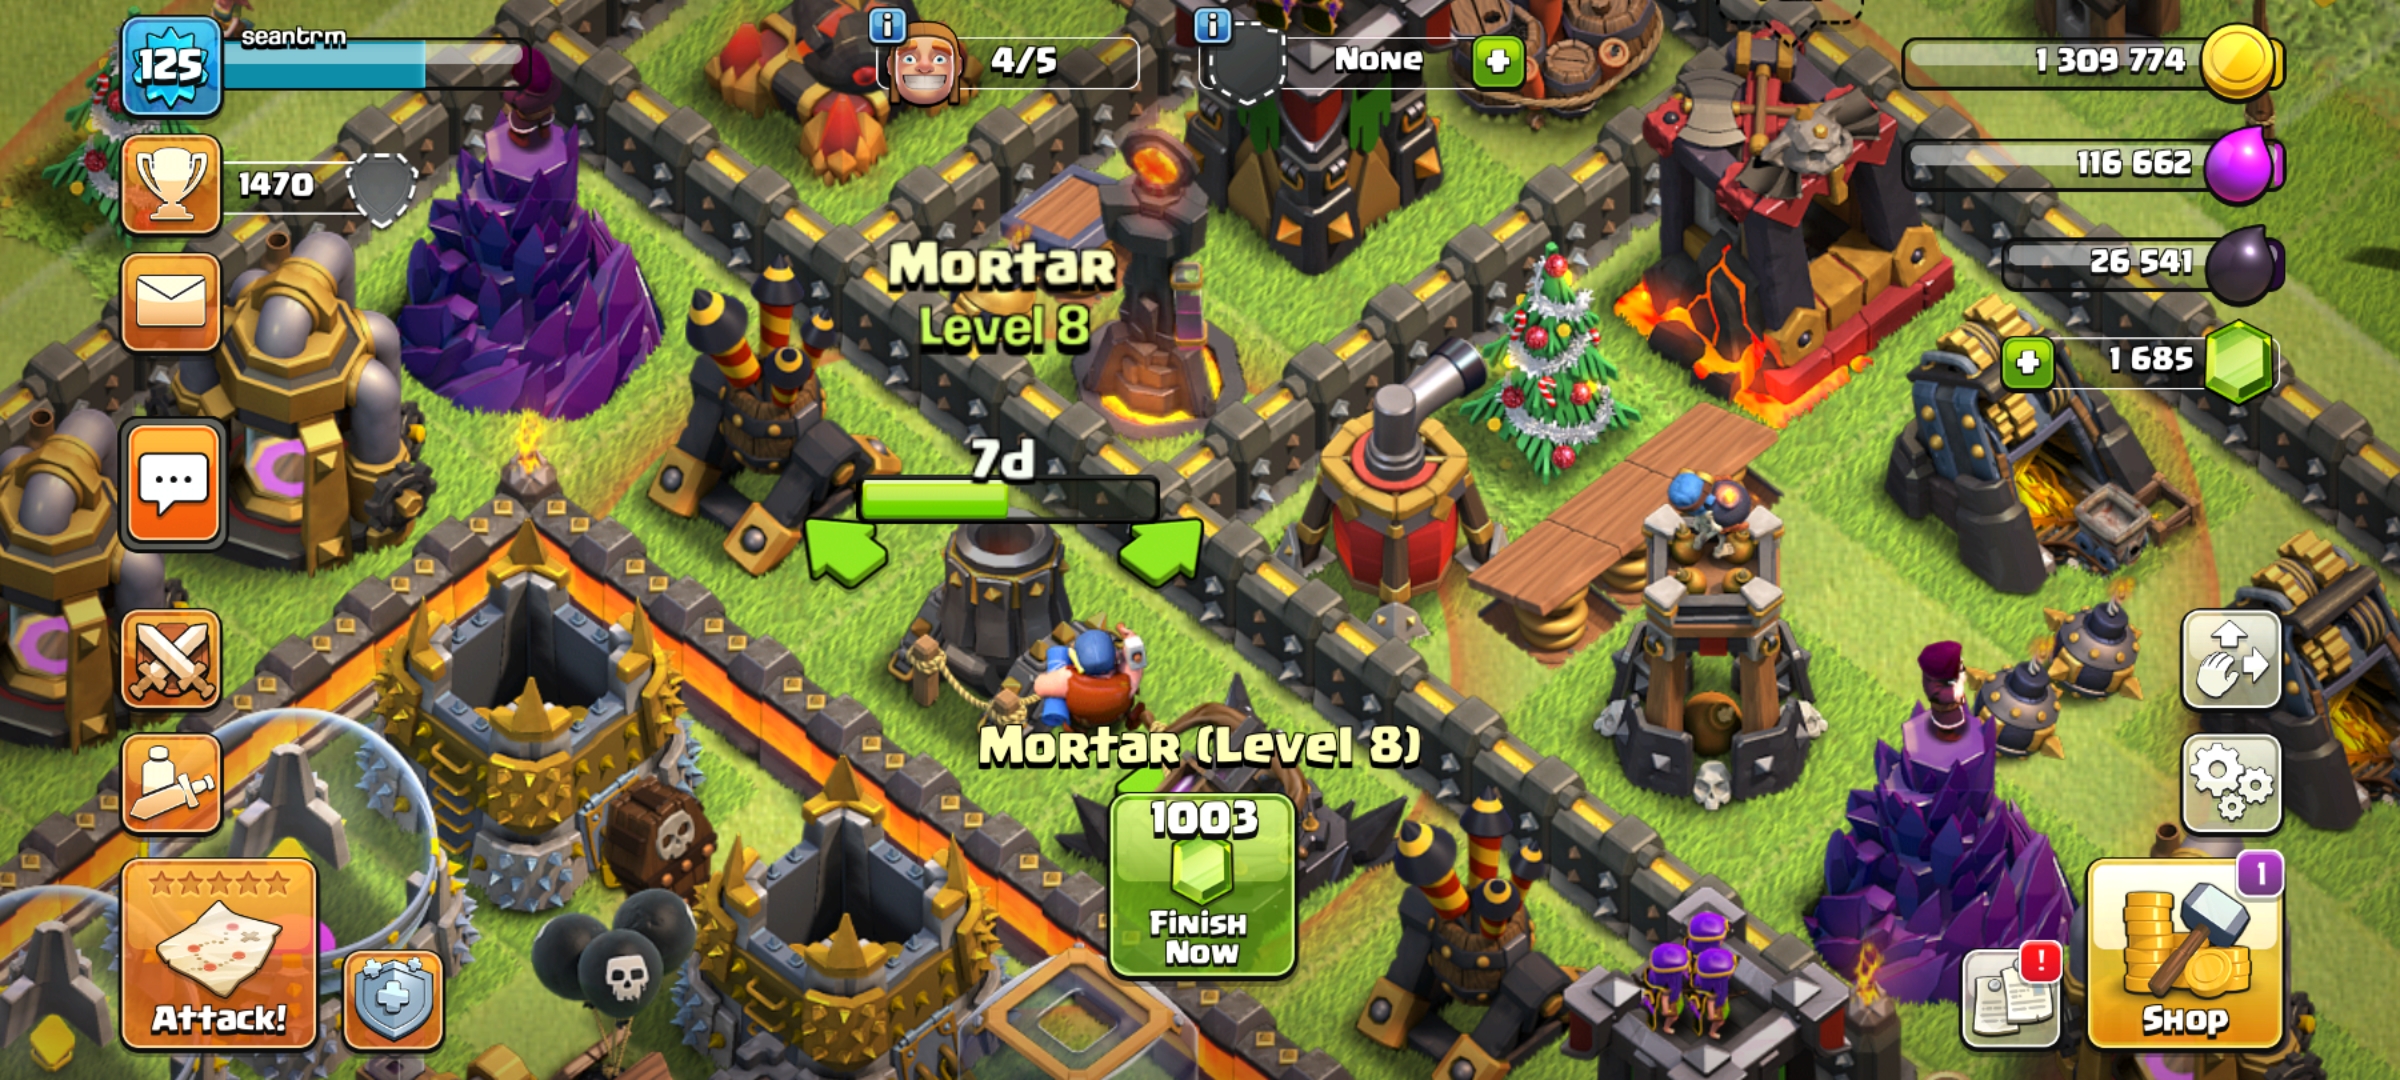 125
seantrm
4/5
None
1 309 774
1470
116 662
26 541
1 685
Mortar
Level 8
7d
Mortar (Level 8)
1003
Finish
Now
Attack!
1
!
Shop